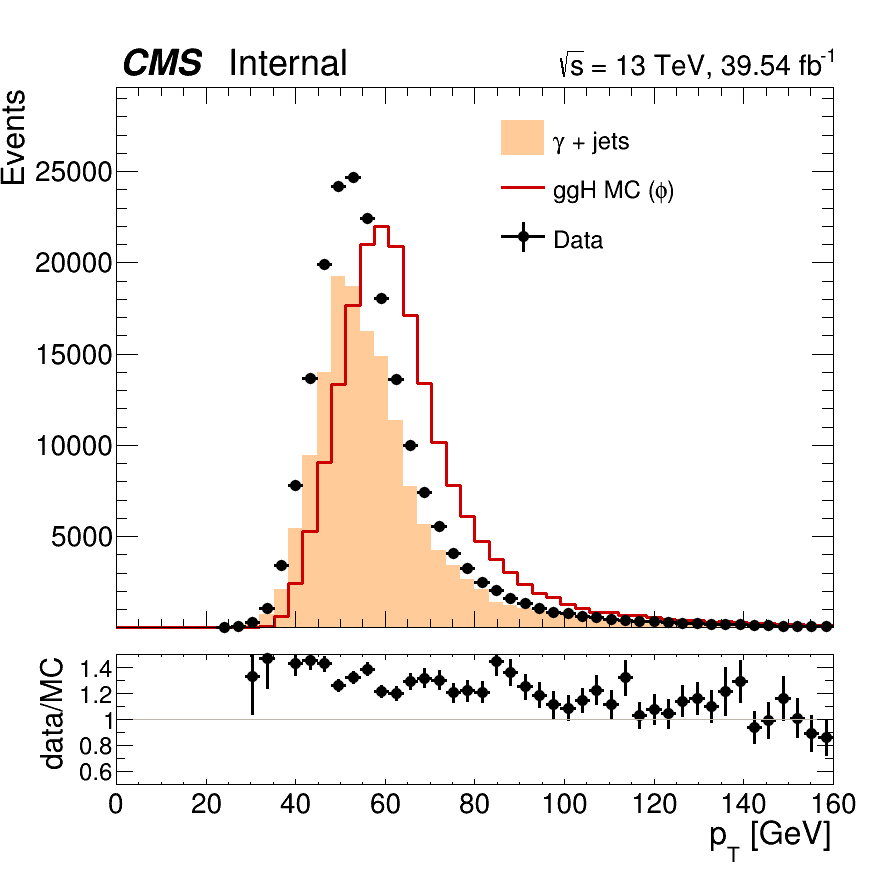 CMS Internal √s = 13 TeV, 39.54 fb⁻¹
Events
γ + jets
ggH MC (ϕ)
Data
25000
20000
15000
10000
5000
data/MC
1.4
1.2
1
0.8
0.6
0 20 40 60 80 100 120 140 160
p_T [GeV]